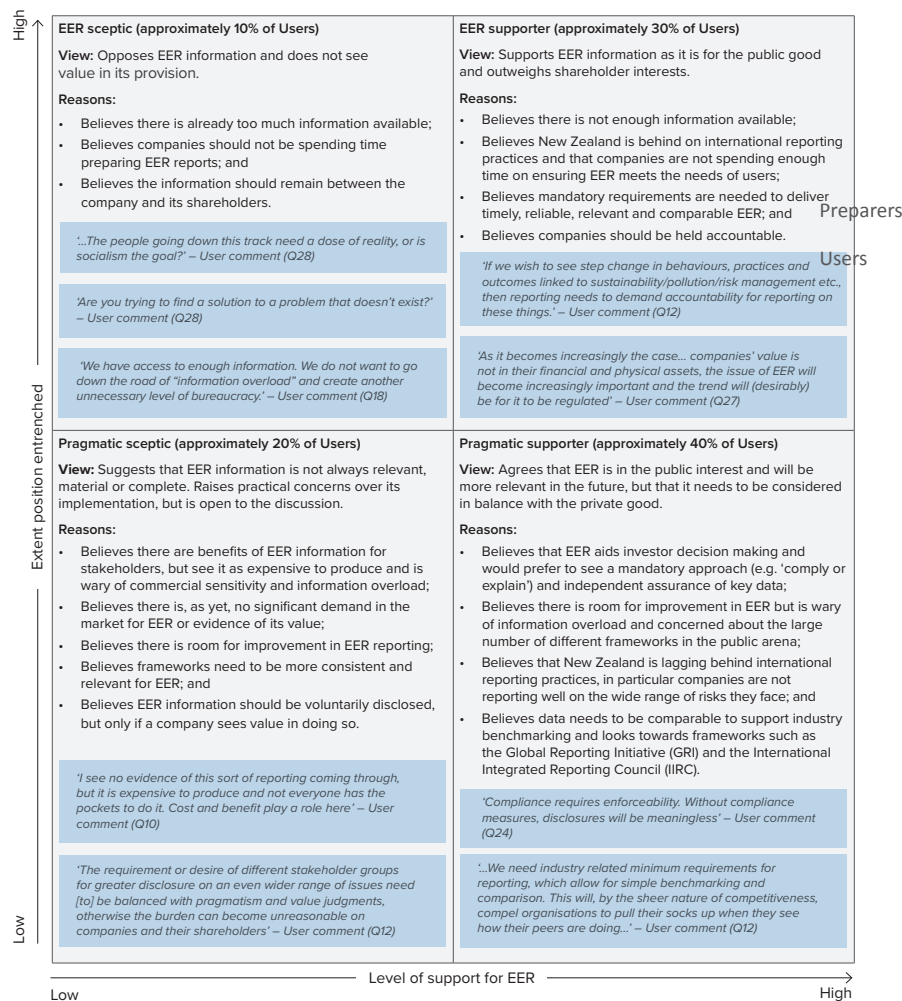 High
EER sceptic (approximately 10% of Users)
View: Opposes EER information and does not see
value in its provision.
Reasons:
• Believes there is already too much information available;
• Believes companies should not be spending time
preparing EER reports; and
• Believes the information should remain between the
company and its shareholders.
‘...The people going down this track need a dose of reality, or is
socialism the goal?’ – User comment (Q28)
‘Are you trying to find a solution to a problem that doesn’t exist?’
– User comment (Q28)
‘We have access to enough information. We do not want to go
down the road of “information overload” and create another
unnecessary level of bureaucracy.’ – User comment (Q18)
EER supporter (approximately 30% of Users)
View: Supports EER information as it is for the public good
and outweighs shareholder interests.
Reasons:
• Believes there is not enough information available;
• Believes New Zealand is behind on international reporting
practices and that companies are not spending enough
time on ensuring EER meets the needs of users;
• Believes mandatory requirements are needed to deliver
timely, reliable, relevant and comparable EER; and
• Believes companies should be held accountable.
Preparers
Users
‘If we wish to see step change in behaviours, practices and
outcomes linked to sustainability/pollution/risk management etc.,
then reporting needs to demand accountability for reporting on
these things.’ – User comment (Q12)
‘As it becomes increasingly the case... companies’ value is
not in their financial and physical assets, the issue of EER will
become increasingly important and the trend will (desirably)
be for it to be regulated’ – User comment (Q27)
Extent position entrenched
Pragmatic sceptic (approximately 20% of Users)
View: Suggests that EER information is not always relevant,
material or complete. Raises practical concerns over its
implementation, but is open to the discussion.
Reasons:
• Believes there are benefits of EER information for
stakeholders, but see it as expensive to produce and is
wary of commercial sensitivity and information overload;
• Believes there is, as yet, no significant demand in the
market for EER or evidence of its value;
• Believes there is room for improvement in EER reporting;
• Believes frameworks need to be more consistent and
relevant for EER; and
• Believes EER information should be voluntarily disclosed,
but only if a company sees value in doing so.
‘I see no evidence of this sort of reporting coming through,
but it is expensive to produce and not everyone has the
pockets to do it. Cost and benefit play a role here’ – User
comment (Q10)
‘The requirement or desire of different stakeholder groups
for greater disclosure on an even wider range of issues need
[to] be balanced with pragmatism and value judgments,
otherwise the burden can become unreasonable on
companies and their shareholders’ – User comment (Q12)
Pragmatic supporter (approximately 40% of Users)
View: Agrees that EER is in the public interest and will be
more relevant in the future, but that it needs to be considered
in balance with the private good.
Reasons:
• Believes that EER aids investor decision making and
would prefer to see a mandatory approach (e.g. ‘comply or
explain’) and independent assurance of key data;
• Believes there is room for improvement in EER but is wary
of information overload and concerned about the large
number of different frameworks in the public arena;
• Believes that New Zealand is lagging behind international
reporting practices, in particular companies are not
reporting well on the wide range of risks they face; and
• Believes data needs to be comparable to support industry
benchmarking and looks towards frameworks such as
the Global Reporting Initiative (GRI) and the International
Integrated Reporting Council (IIRC).
‘Compliance requires enforceability. Without compliance
measures, disclosures will be meaningless’ – User comment
(Q24)
‘...We need industry related minimum requirements for
reporting, which allow for simple benchmarking and
comparison. This will, by the sheer nature of competitiveness,
compel organisations to pull their socks up when they see
how their peers are doing...’ – User comment (Q12)
Low
Level of support for EER
Low
High